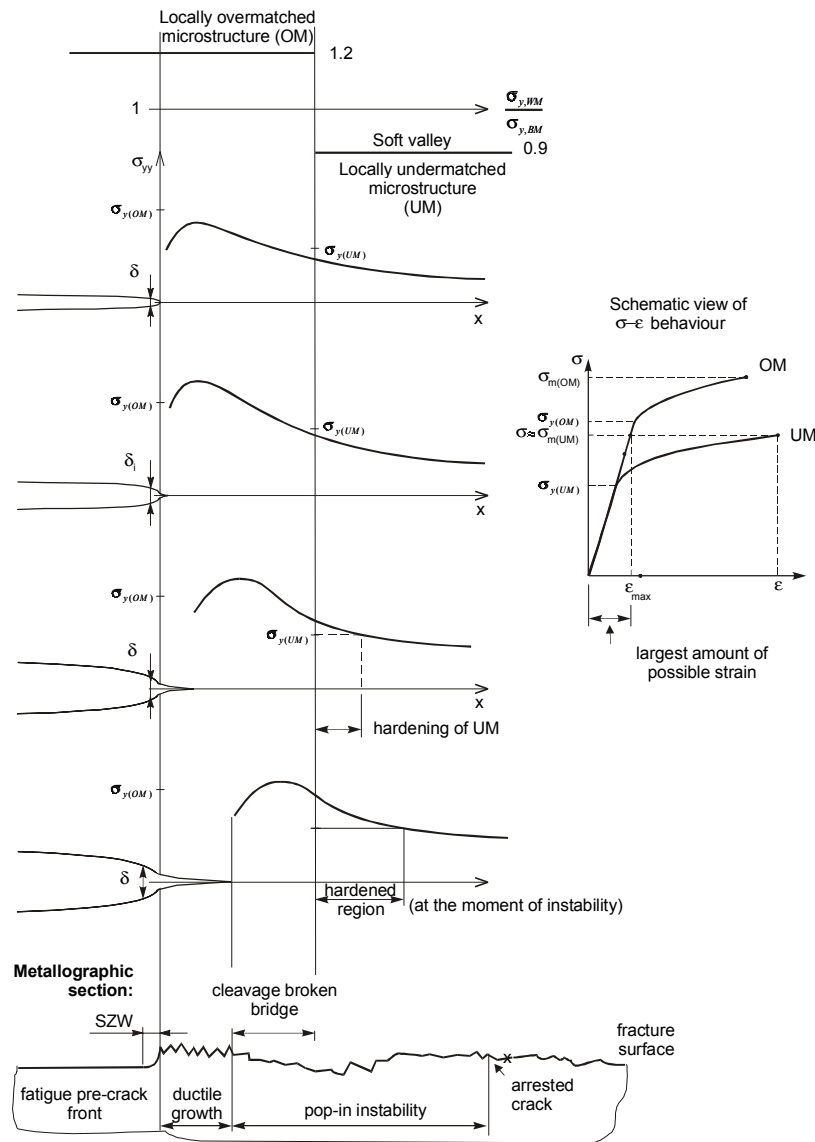 Locally overmatched
microstructure (OM)
1.2
1
σy,WM
σy,BM
Soft valley
0.9
Locally undermatched
microstructure
(UM)
σyy
σy(OM)
σy(UM)
δ
x
Schematic view of
σ–ε behaviour
σ
OM
σm(OM)
σy(OM)
σ≈σm(UM)
UM
σy(UM)
εmax
ε
largest amount of
possible strain
σy(OM)
σy(UM)
δi
x
σy(OM)
σy(UM)
δ
x
hardening of UM
σy(OM)
δ
hardened
region
(at the moment of instability)
Metallographic
section:
cleavage broken
bridge
SZW
fracture
surface
fatigue pre-crack
front
ductile
growth
pop-in instability
arrested
crack